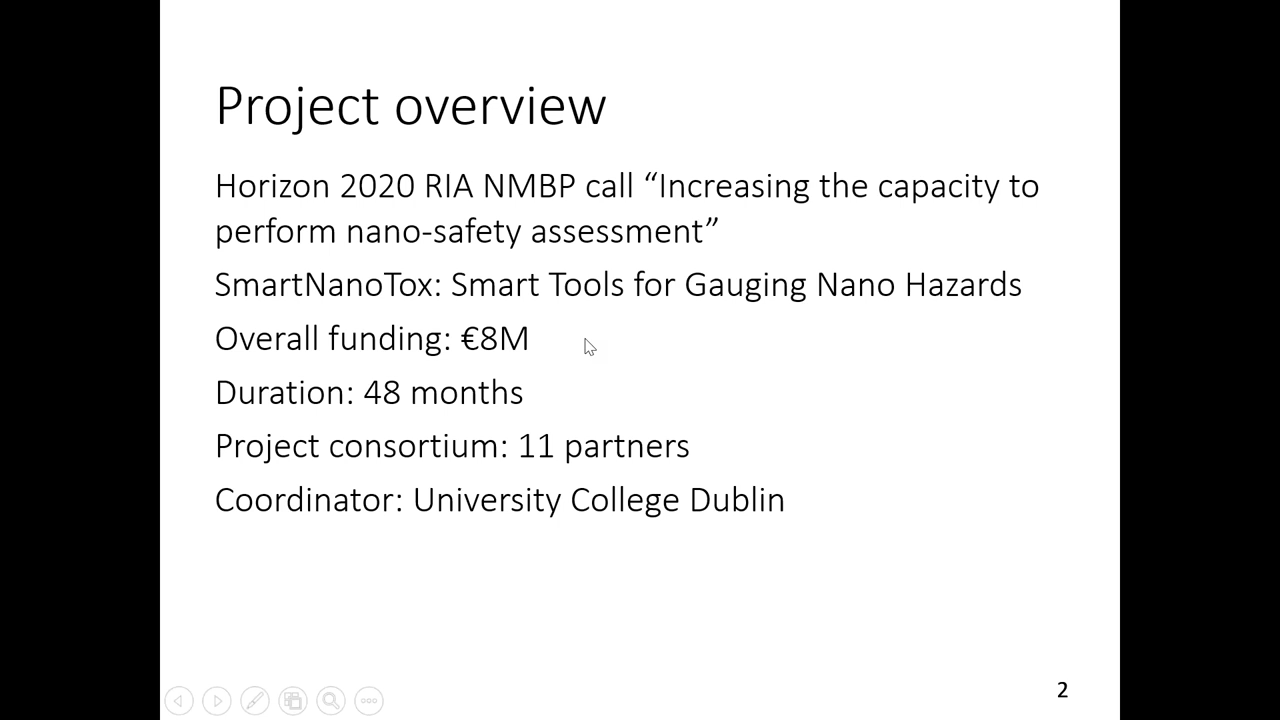 Project overview
Horizon 2020 RIA NMBP call “Increasing the capacity to
perform nano-safety assessment”
SmartNanoTox: Smart Tools for Gauging Nano Hazards
Overall funding: €8M
Duration: 48 months
Project consortium: 11 partners
Coordinator: University College Dublin
2